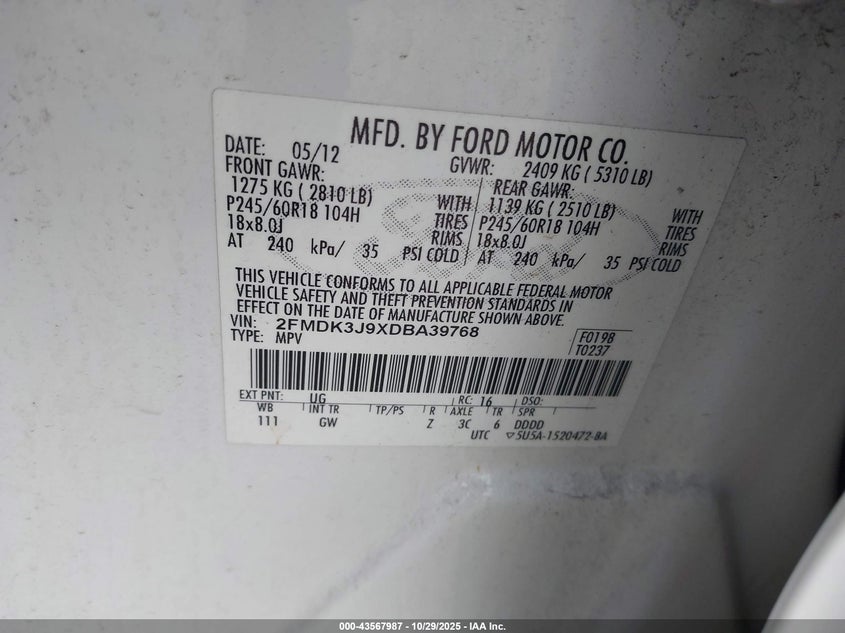 MFD. BY FORD MOTOR CO.
DATE: 05/12 GVWR: 2409 KG ( 5310 LB)
FRONT GAWR: REAR GAWR:
1275 KG ( 2810 LB) WITH 1139 KG ( 2510 LB) WITH
P245/60R18 104H TIRES P245/60R18 104H TIRES
18x8.0J RIMS 18x8.0J RIMS
AT 240 kPa/ 35 PSI COLD AT 240 kPa/ 35 PSI COLD
THIS VEHICLE CONFORMS TO ALL APPLICABLE FEDERAL MOTOR
VEHICLE SAFETY AND THEFT PREVENTION STANDARDS IN
EFFECT ON THE DATE OF MANUFACTURE SHOWN ABOVE.
VIN: 2FMDK3J9XDBA39768 F0198
TYPE: MPV T0237
EXT PNT: UG RC: 16 DSO:
WB INT TR TP/PS R AXLE TR SPR
111 GW Z 3C 6 DDDD
UTC ▽5U5A-1520472-BA
000-43567987 - 10/29/2025 - IAA Inc.